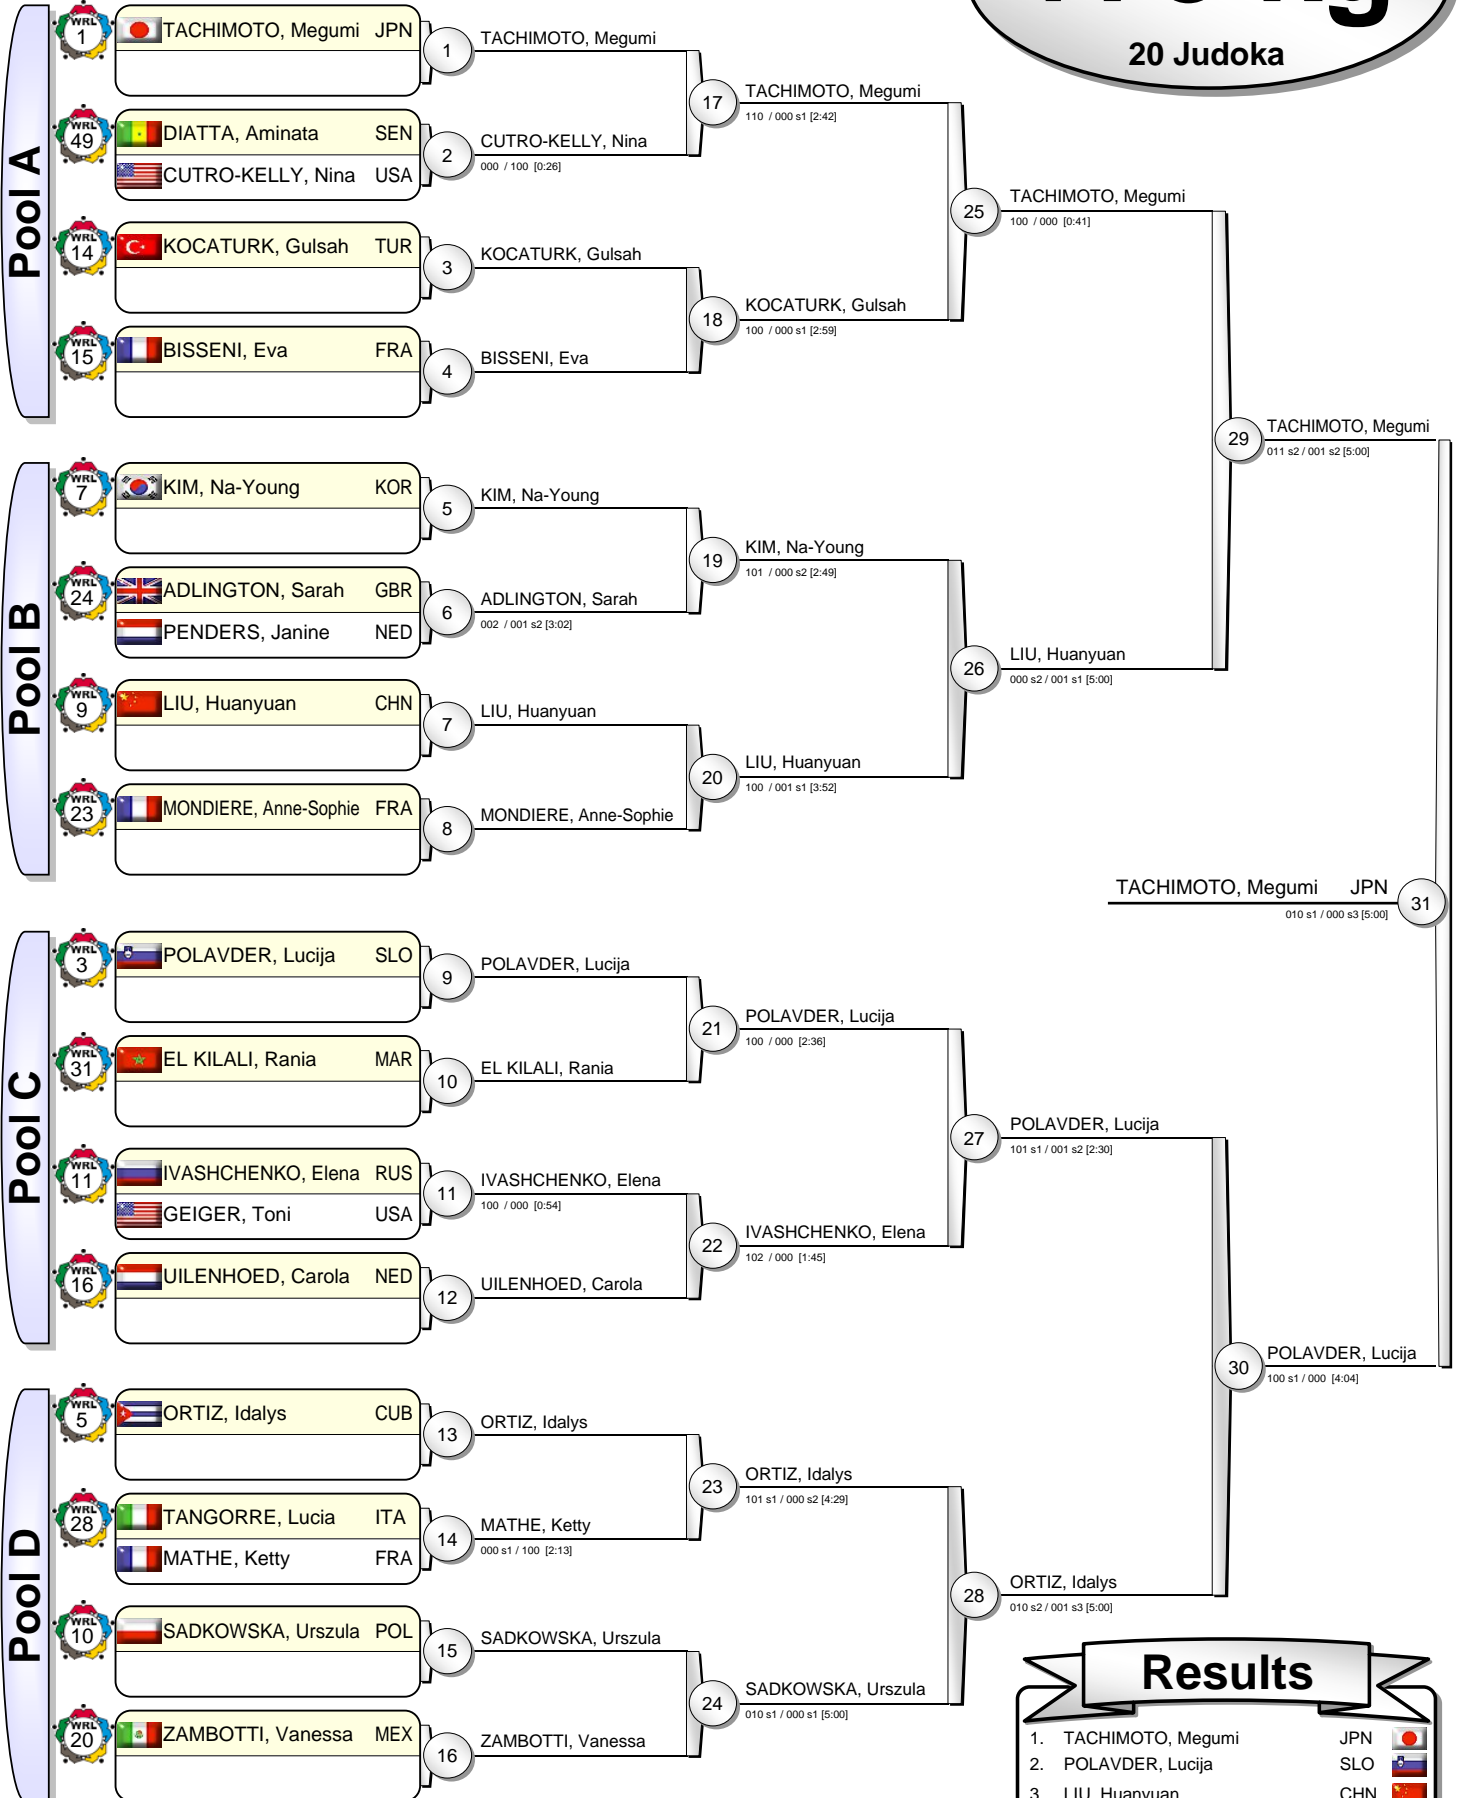 20 Judoka
Pool A
WRL 1 TACHIMOTO, Megumi JPN
WRL 49 DIATTA, Aminata SEN
CUTRO-KELLY, Nina USA
WRL 14 KOCATURK, Gulsah TUR
WRL 15 BISSENI, Eva FRA
1 TACHIMOTO, Megumi
2 CUTRO-KELLY, Nina
000 / 100 [0:26]
3 KOCATURK, Gulsah
4 BISSENI, Eva
17 TACHIMOTO, Megumi
110 / 000 s1 [2:42]
18 KOCATURK, Gulsah
100 / 000 s1 [2:59]
25 TACHIMOTO, Megumi
100 / 000 [0:41]
Pool B
WRL 7 KIM, Na-Young KOR
WRL 24 ADLINGTON, Sarah GBR
PENDERS, Janine NED
WRL 9 LIU, Huanyuan CHN
WRL 23 MONDIERE, Anne-Sophie FRA
5 KIM, Na-Young
6 ADLINGTON, Sarah
002 / 001 s2 [3:02]
7 LIU, Huanyuan
8 MONDIERE, Anne-Sophie
19 KIM, Na-Young
101 / 000 s2 [2:49]
20 LIU, Huanyuan
100 / 001 s1 [3:52]
26 LIU, Huanyuan
000 s2 / 001 s1 [5:00]
29 TACHIMOTO, Megumi
011 s2 / 001 s2 [5:00]
TACHIMOTO, Megumi JPN 31
010 s1 / 000 s3 [5:00]
Pool C
WRL 3 POLAVDER, Lucija SLO
WRL 31 EL KILALI, Rania MAR
WRL 11 IVASHCHENKO, Elena RUS
GEIGER, Toni USA
WRL 16 UILENHOED, Carola NED
9 POLAVDER, Lucija
10 EL KILALI, Rania
11 IVASHCHENKO, Elena
100 / 000 [0:54]
12 UILENHOED, Carola
21 POLAVDER, Lucija
100 / 000 [2:36]
22 IVASHCHENKO, Elena
102 / 000 [1:45]
27 POLAVDER, Lucija
101 s1 / 001 s2 [2:30]
Pool D
WRL 5 ORTIZ, Idalys CUB
WRL 28 TANGORRE, Lucia ITA
MATHE, Ketty FRA
WRL 10 SADKOWSKA, Urszula POL
WRL 20 ZAMBOTTI, Vanessa MEX
13 ORTIZ, Idalys
14 MATHE, Ketty
000 s1 / 100 [2:13]
15 SADKOWSKA, Urszula
16 ZAMBOTTI, Vanessa
23 ORTIZ, Idalys
101 s1 / 000 s2 [4:29]
24 SADKOWSKA, Urszula
010 s1 / 000 s1 [5:00]
28 ORTIZ, Idalys
010 s2 / 001 s3 [5:00]
30 POLAVDER, Lucija
100 s1 / 000 [4:04]
Results
1. TACHIMOTO, Megumi JPN
2. POLAVDER, Lucija SLO
3. LIU, Huanyuan CHN